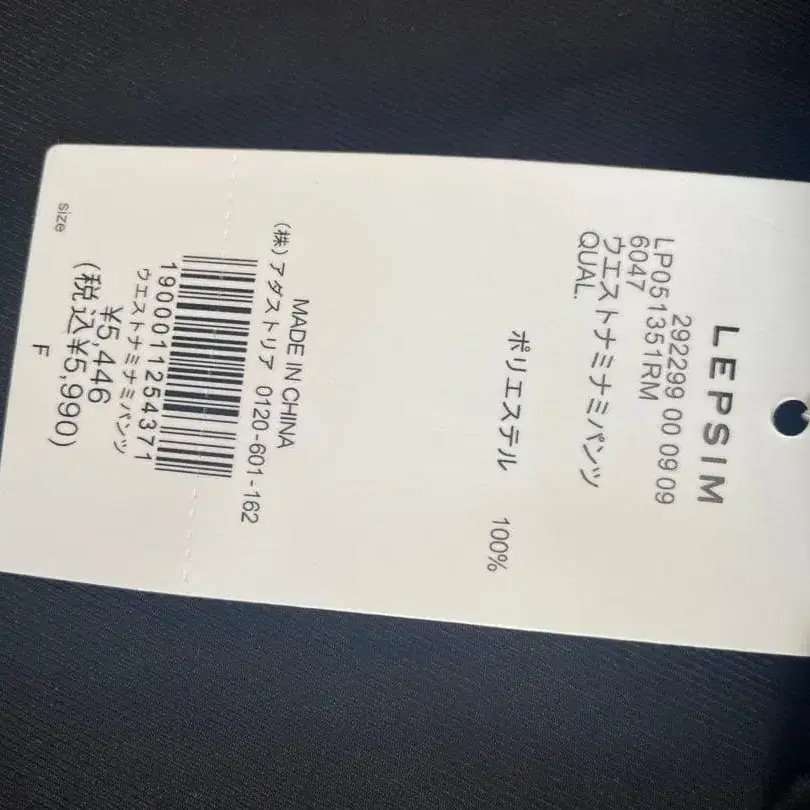 LEPSIM
292299 00 09 09
LP051351RM
6047
ウエストナミナミパンツ
QUAL.
ポリエステル 100%
MADE IN CHINA
(株)アダストリア 0120-601-162
1900011254371
ウエストナミナミパンツ
¥5,446
(税込¥5,990)
size F